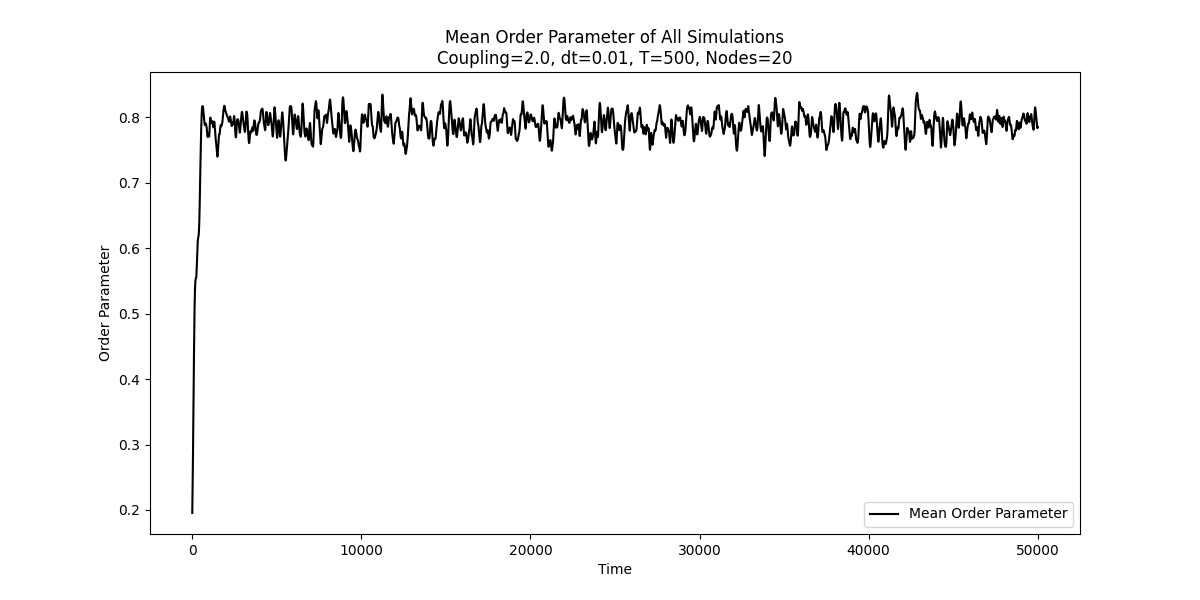 Mean Order Parameter of All Simulations
Coupling=2.0, dt=0.01, T=500, Nodes=20
Order Parameter
0.8
0.7
0.6
0.5
0.4
0.3
0.2
Mean Order Parameter
0 10000 20000 30000 40000 50000
Time